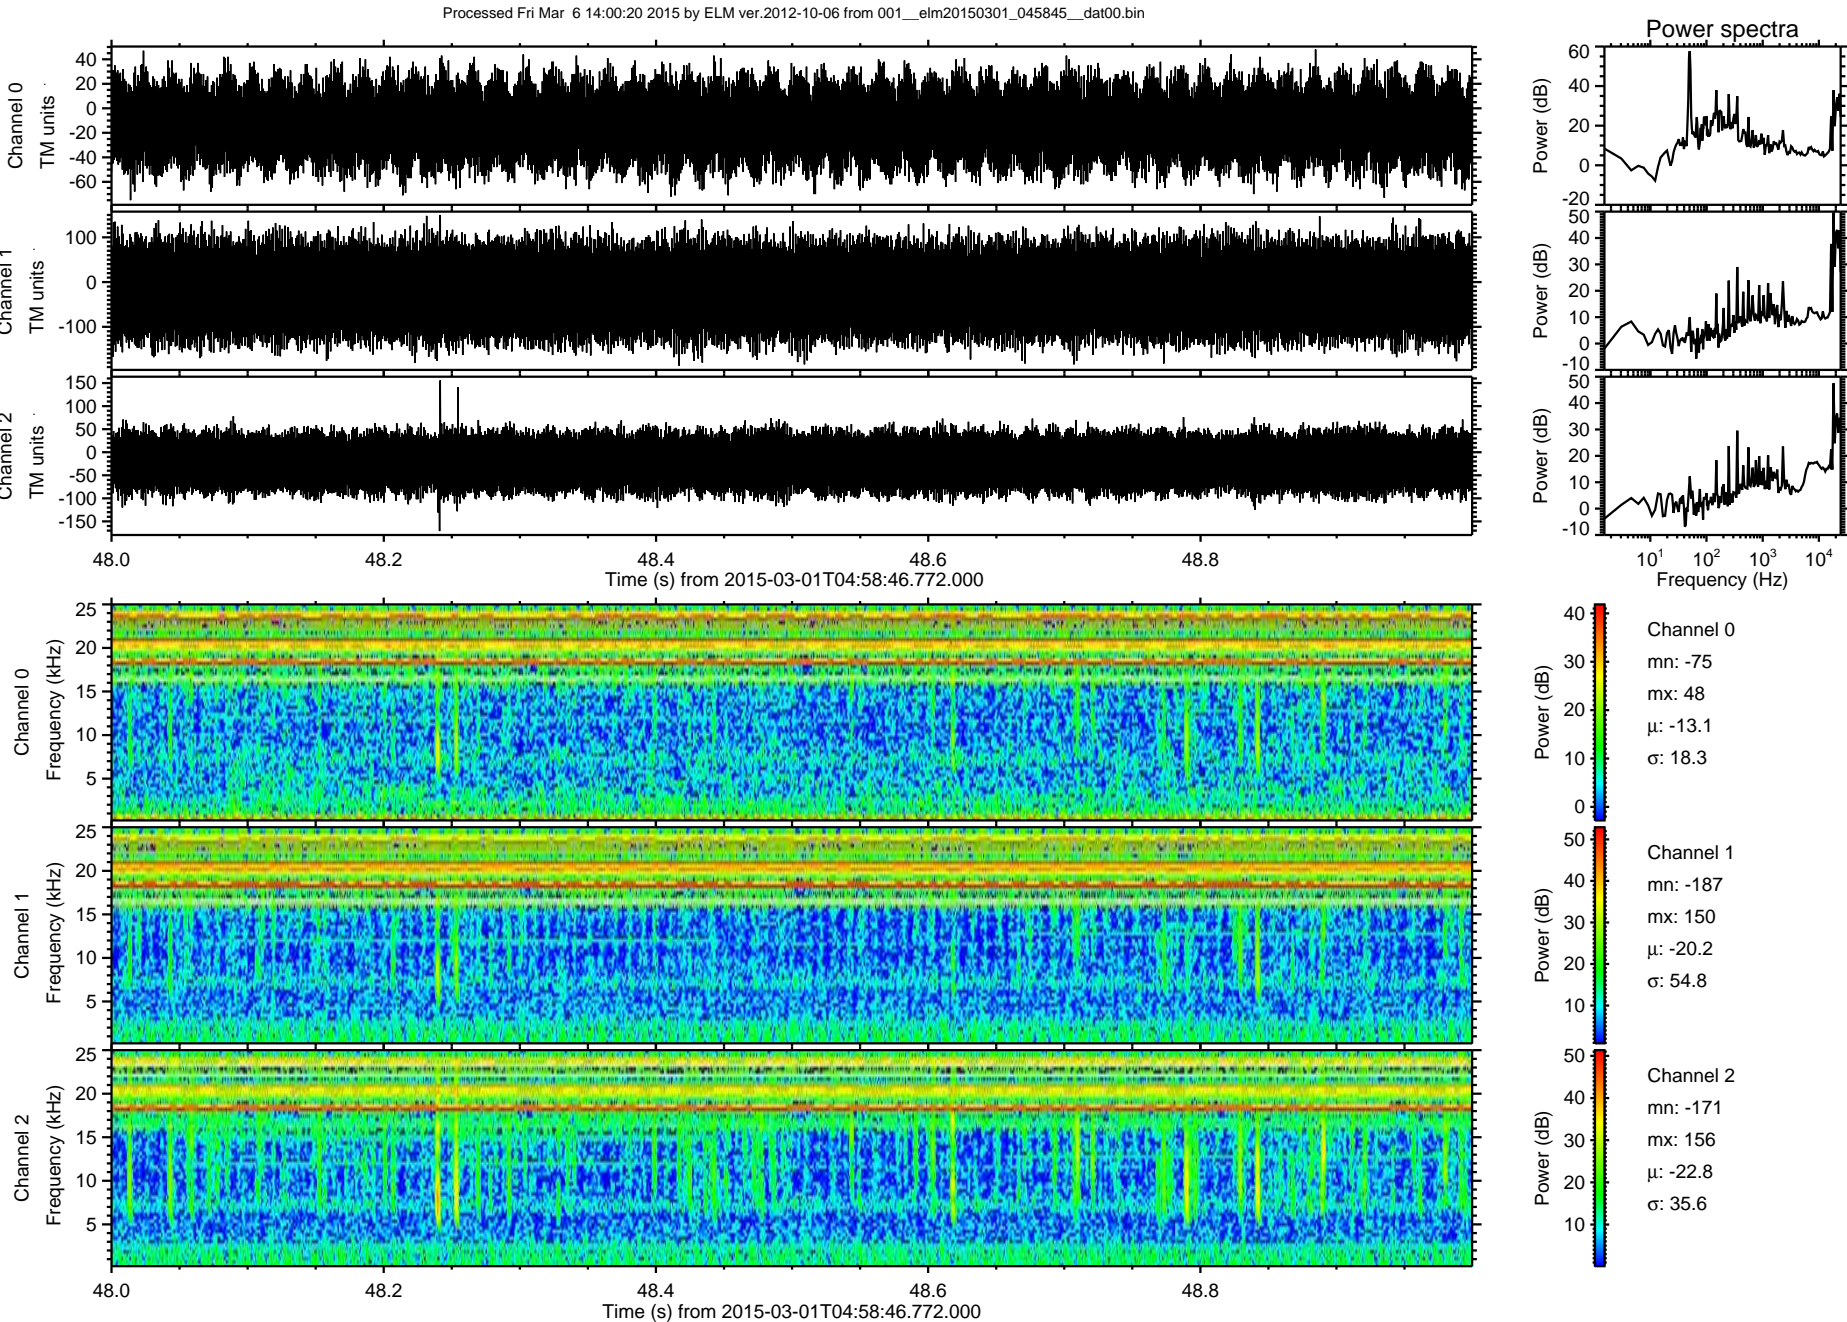 Processed Fri Mar  6 14:00:20 2015 by ELM ver.2012-10-06 from 001__elm20150301_045845__dat00.bin
Power spectra
Channel 0
TM units
40
20
0
-20
-40
-60
Power (dB)
60
40
20
0
-20
Channel 1
TM units
100
0
-100
Power (dB)
50
40
30
20
10
0
-10
Channel 2
TM units
150
100
50
0
-50
-100
-150
Power (dB)
50
40
30
20
10
0
-10
48.0 48.2 48.4 48.6 48.8
Time (s) from 2015-03-01T04:58:46.772.000
10¹ 10² 10³ 10⁴
Frequency (Hz)
Channel 0
Frequency (kHz)
25
20
15
10
5
Power (dB)
40
30
20
10
0
Channel 0
mn: -75
mx: 48
μ: -13.1
σ: 18.3
Channel 1
Frequency (kHz)
25
20
15
10
5
Power (dB)
50
40
30
20
10
Channel 1
mn: -187
mx: 150
μ: -20.2
σ: 54.8
Channel 2
Frequency (kHz)
25
20
15
10
5
Power (dB)
50
40
30
20
10
Channel 2
mn: -171
mx: 156
μ: -22.8
σ: 35.6
48.0 48.2 48.4 48.6 48.8
Time (s) from 2015-03-01T04:58:46.772.000